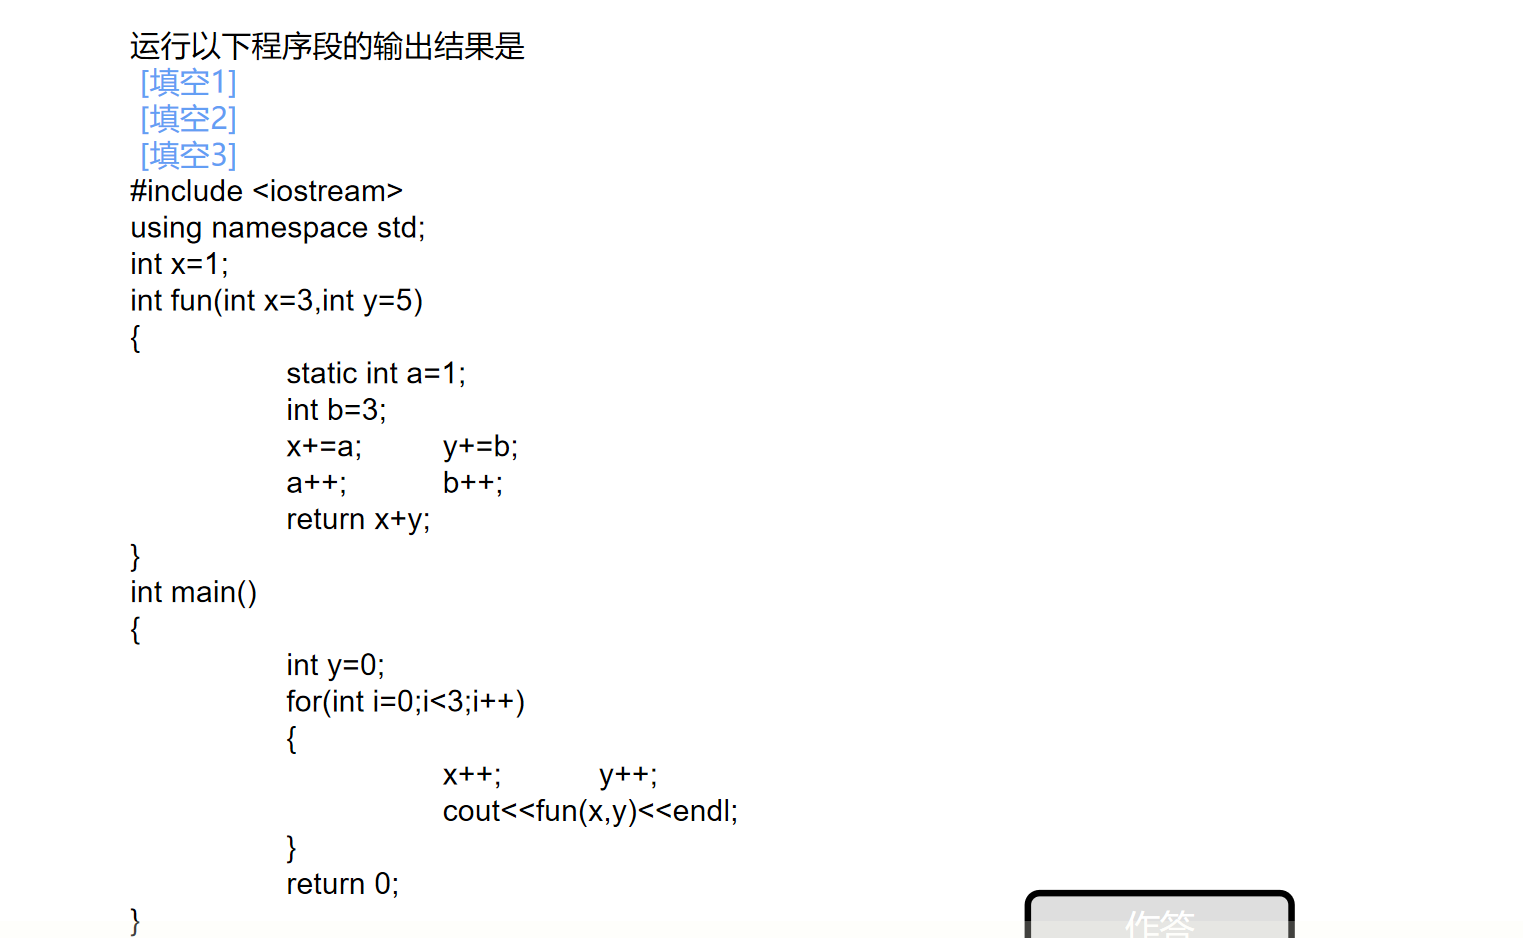 运行以下程序段的输出结果是
[填空1]
[填空2]
[填空3]
#include <iostream>
using namespace std;
int x=1;
int fun(int x=3,int y=5)
{
static int a=1;
int b=3;
x+=a; y+=b;
a++; b++;
return x+y;
}
int main()
{
int y=0;
for(int i=0;i<3;i++)
{
x++; y++;
cout<<fun(x,y)<<endl;
}
return 0;
}
作答